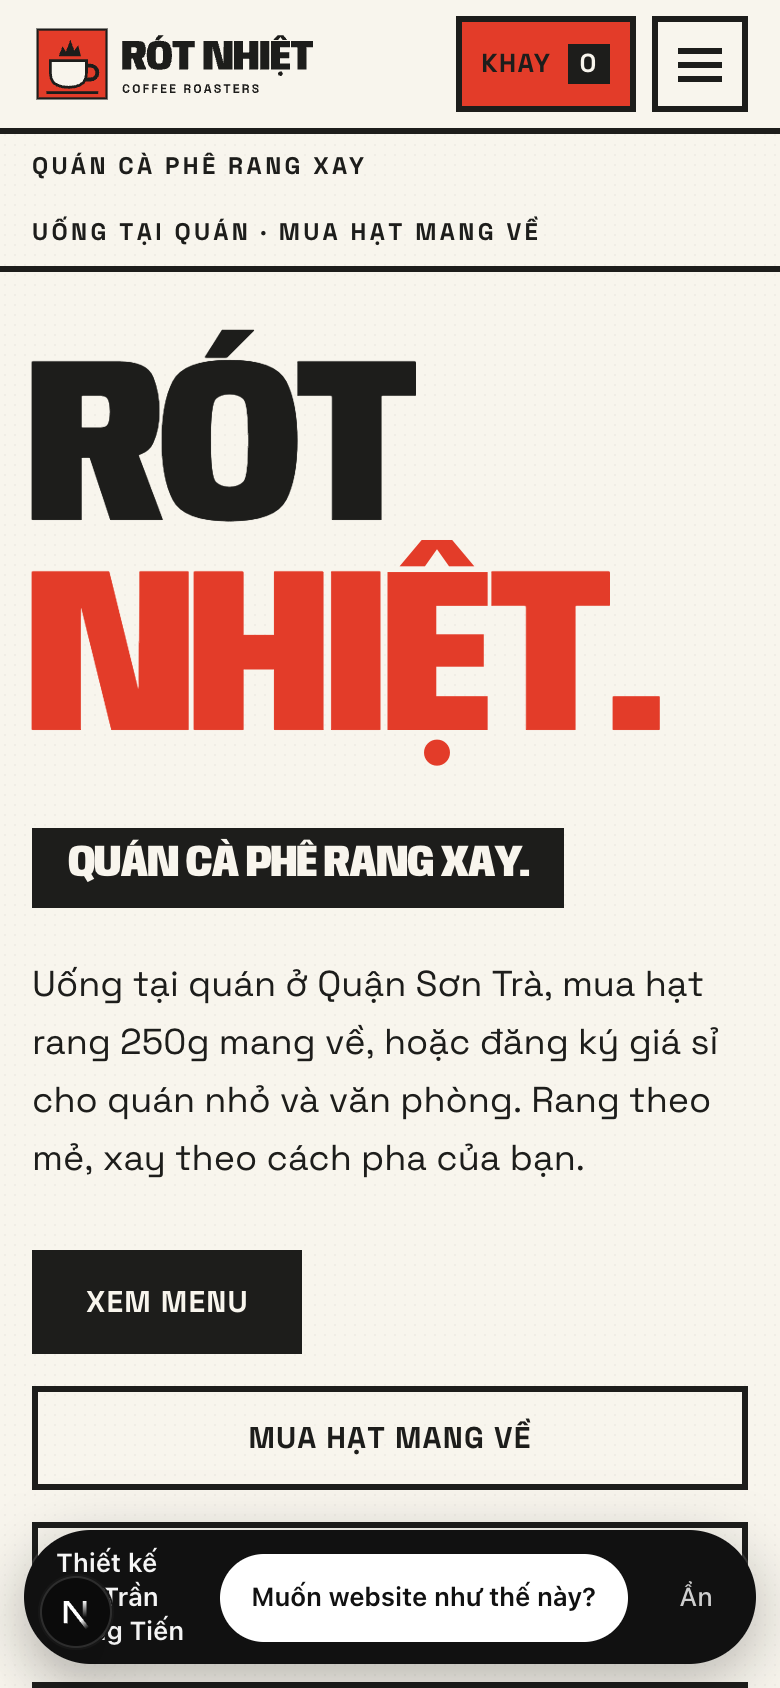 RÓT NHIỆT
COFFEE ROASTERS
KHAY 0
QUÁN CÀ PHÊ RANG XAY
UỐNG TẠI QUÁN · MUA HẠT MANG VỀ
RÓT
NHIỆT.
QUÁN CÀ PHÊ RANG XAY.
Uống tại quán ở Quận Sơn Trà, mua hạt
rang 250g mang về, hoặc đăng ký giá sỉ
cho quán nhỏ và văn phòng. Rang theo
mẻ, xay theo cách pha của bạn.
XEM MENU
MUA HẠT MANG VỀ
Thiết kế
Trần
Tiến
N
Muốn website như thế này?
Ẩn